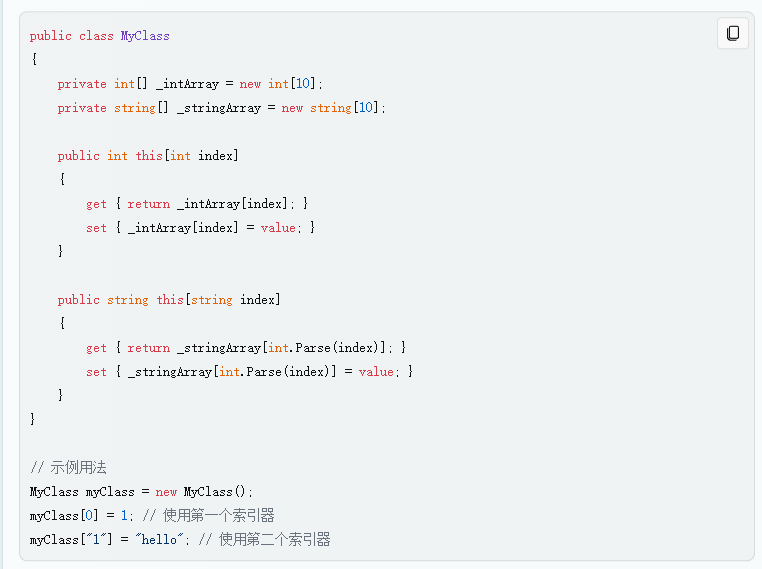 public class MyClass
{
    private int[] _intArray = new int[10];
    private string[] _stringArray = new string[10];

    public int this[int index]
    {
        get { return _intArray[index]; }
        set { _intArray[index] = value; }
    }

    public string this[string index]
    {
        get { return _stringArray[int.Parse(index)]; }
        set { _stringArray[int.Parse(index)] = value; }
    }
}

// 示例用法
MyClass myClass = new MyClass();
myClass[0] = 1; // 使用第一个索引器
myClass["1"] = "hello"; // 使用第二个索引器